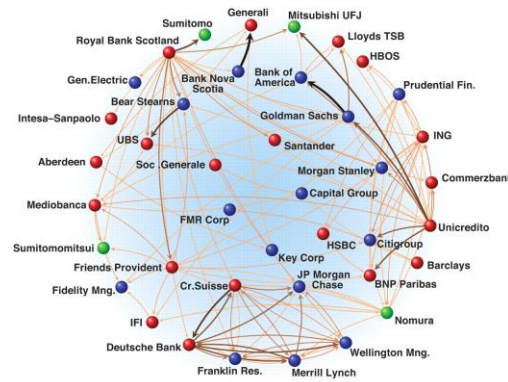 Generali
Sumitomo
Mitsubishi UFJ
Royal Bank Scotland
Lloyds TSB
HBOS
Gen.Electric
Bank Nova
Scotia
Bank of
America
Prudential Fin.
Bear Stearns
Goldman Sachs
Intesa-Sanpaolo
UBS
ING
Santander
Aberdeen
Soc .Generale
Morgan Stanley
Commerzbank
Capital Group
Mediobanca
FMR Corp
Unicredito
Sumitomomitsui
HSBC
Citigroup
Key Corp
Friends Provident
Barclays
Fidelity Mng.
Cr.Suisse
JP Morgan
Chase
BNP Paribas
IFI
Nomura
Deutsche Bank
Wellington Mng.
Franklin Res.
Merrill Lynch